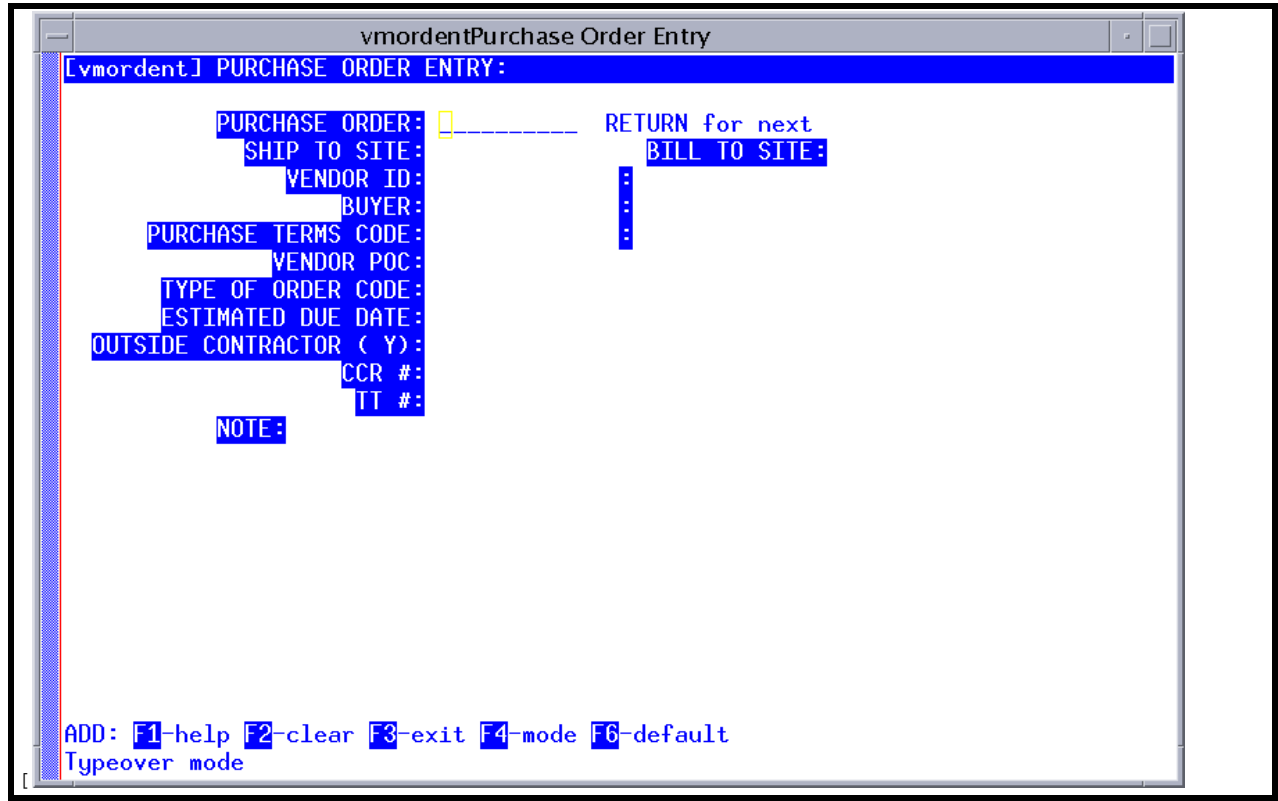 vmordentPurchase Order Entry
[vmordent] PURCHASE ORDER ENTRY:
PURCHASE ORDER: __________ RETURN for next
SHIP TO SITE: BILL TO SITE:
VENDOR ID: :
BUYER: :
PURCHASE TERMS CODE: :
VENDOR POC:
TYPE OF ORDER CODE:
ESTIMATED DUE DATE:
OUTSIDE CONTRACTOR ( Y):
CCR #:
TT #:
NOTE:
ADD: F1-help F2-clear F3-exit F4-mode F6-default
Typeover mode
[